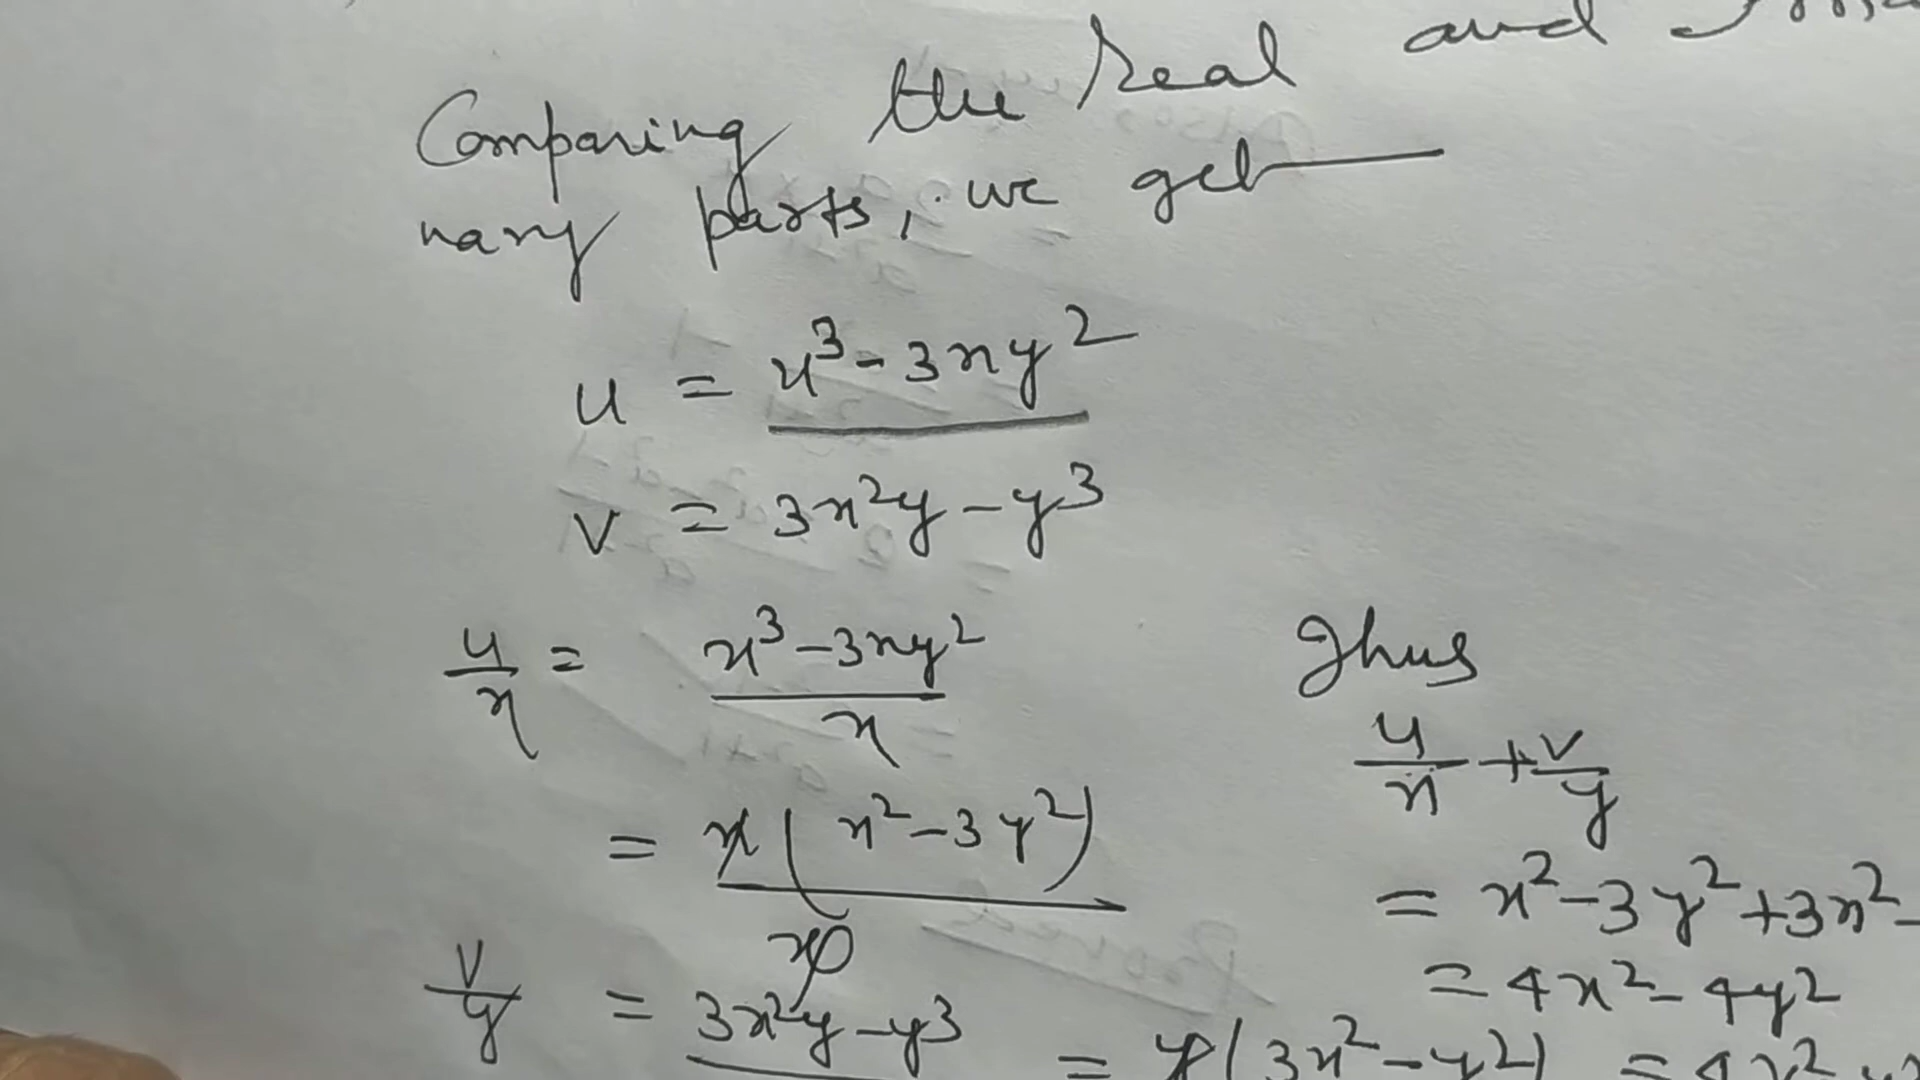 Comparing the real and Imagi
nary parts, we get
u = x³ - 3xy²
v = 3x²y - y³
u/x = x³ - 3xy² / x
= x(x² - 3y²) / x
v/y = 3x²y - y³
= y(3x² - y²)
Thus
u/x + v/y
= x² - 3y² + 3x² -
= 4x² - 4y²